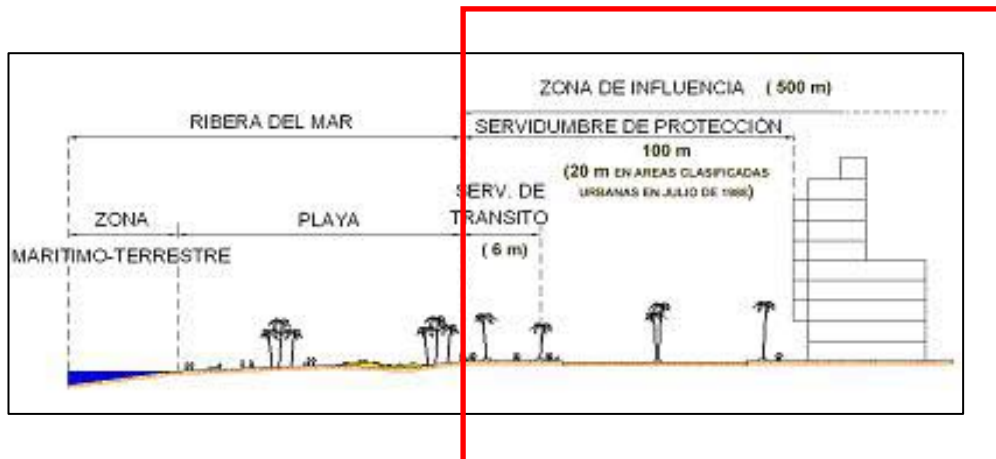 ZONA DE INFLUENCIA ( 500 m)
RIBERA DEL MAR
SERVIDUMBRE DE PROTECCIÓN
100 m
(20 m EN AREAS CLASIFICADAS
URBANAS EN JULIO DE 1988)
SERV. DE
TRANSITO
( 6 m)
ZONA
MARITIMO-TERRESTRE
PLAYA